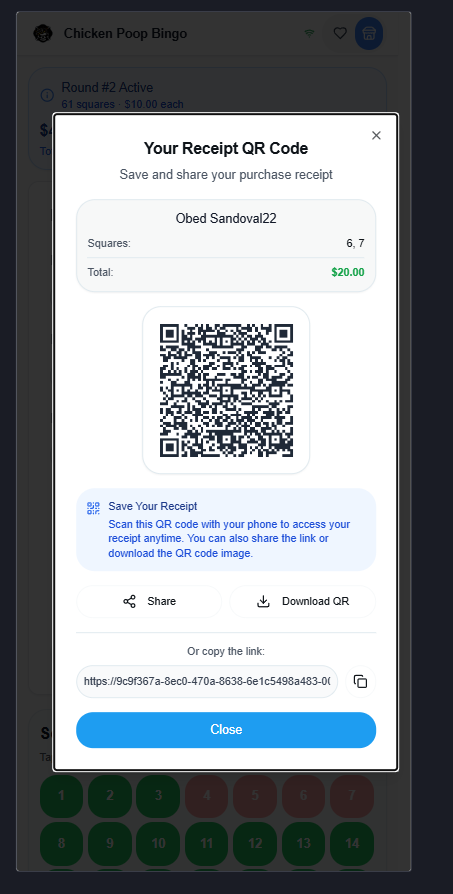 Chicken Poop Bingo
Round #2 Active
61 squares · $10.00 each
Your Receipt QR Code
Save and share your purchase receipt
Obed Sandoval22
Squares: 6, 7
Total: $20.00
Save Your Receipt
Scan this QR code with your phone to access your
receipt anytime. You can also share the link or
download the QR code image.
Share Download QR
Or copy the link:
https://9c9f367a-8ec0-470a-8638-6e1c5498a483-0
Close
1 2 3 4 5 6 7
8 9 10 11 12 13 14